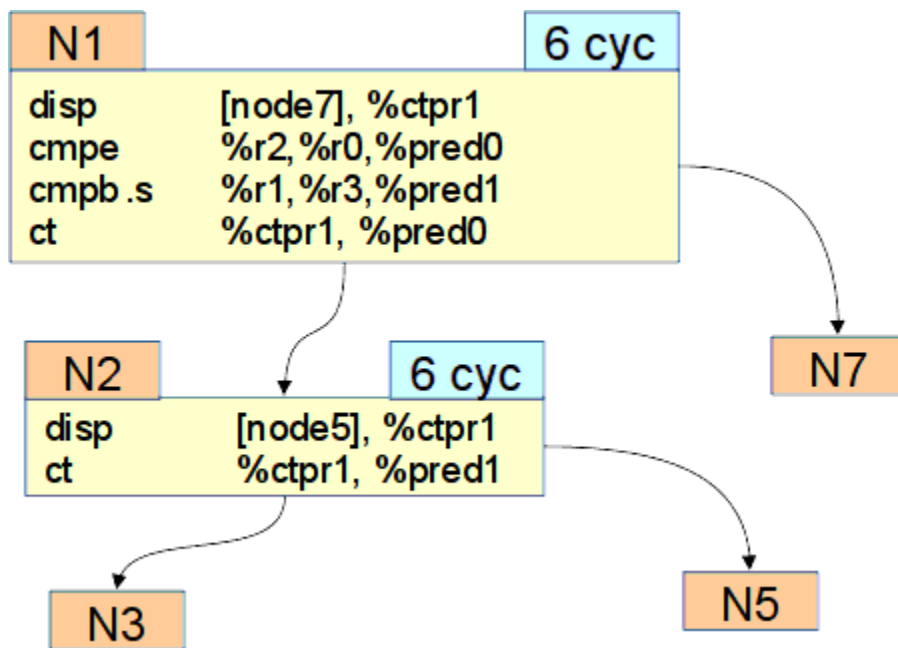 N1
6 cyc
disp [node7], %ctpr1
cmpe %r2,%r0,%pred0
cmpb.s %r1,%r3,%pred1
ct %ctpr1, %pred0
N2
6 cyc
N7
disp [node5], %ctpr1
ct %ctpr1, %pred1
N3
N5